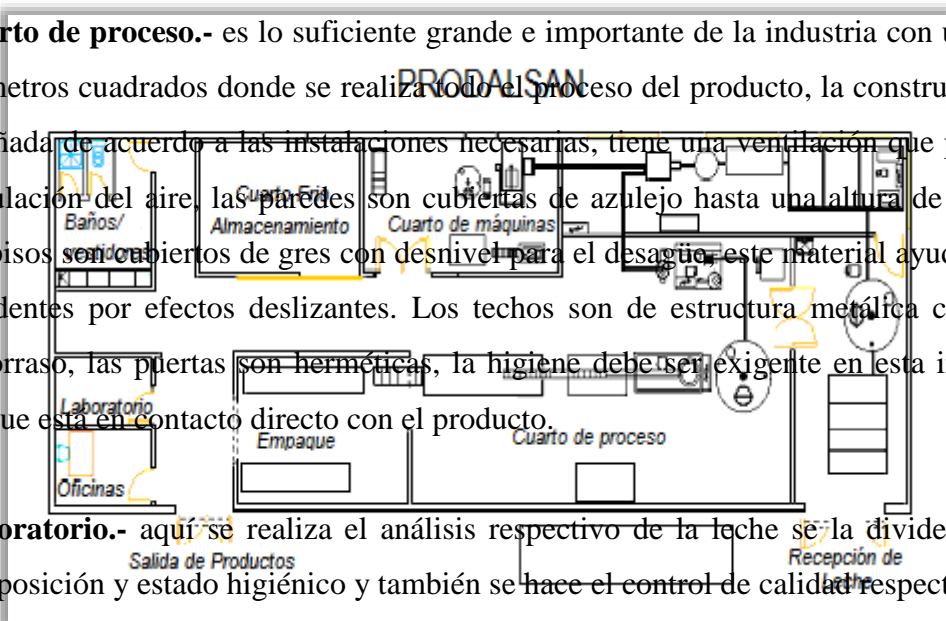 rto de proceso.- es lo suficiente grande e importante de la industria con
metros cuadrados donde se realiza todo el proceso del producto, la constru
ñada de acuerdo a las instalaciones necesarias, tiene una ventilación que
ulación del aire, las paredes son cubiertas de azulejo hasta una altura de
pisos son cubiertos de gres con desnivel para el desagüe, este material ayu
dentes por efectos deslizantes. Los techos son de estructura metálica c
orraso, las puertas son herméticas, la higiene debe ser exigente en esta i
ue está en contacto directo con el producto.
oratorio.- aquí se realiza el análisis respectivo de la leche se la divide
posición y estado higiénico y también se hace el control de calidad respect
PRODALSAN
Baños/
vestidores
Cuarto Frio
Almacenamiento
Cuarto de máquinas
Laboratorio
Oficinas
Empaque
Cuarto de proceso
Salida de Productos
Recepción de
Leche